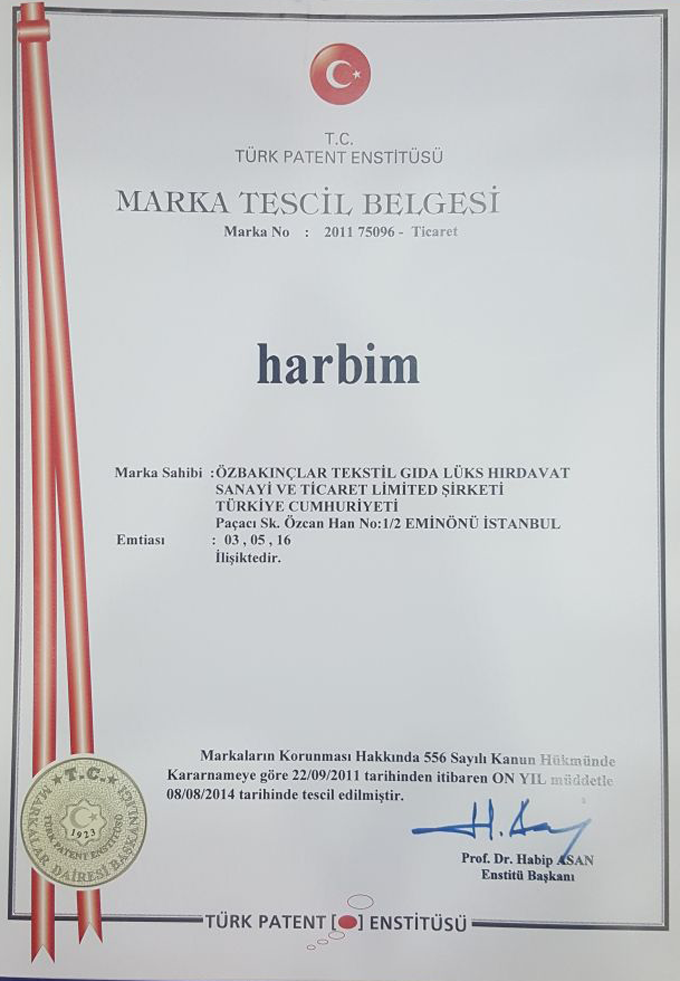 T.C.
TÜRK PATENT ENSTİTÜSÜ
MARKA TESCİL BELGESİ
Marka No : 2011 75096 - Ticaret
harbim
Marka Sahibi :ÖZBAKINÇLAR TEKSTİL GIDA LÜKS HIRDAVAT
SANAYİ VE TİCARET LİMİTED ŞİRKETİ
TÜRKİYE CUMHURİYETİ
Paçacı Sk. Özcan Han No:1/2 EMİNÖNÜ İSTANBUL
Emtiası : 03 , 05 , 16
İlişiktedir.
Markaların Korunması Hakkında 556 Sayılı Kanun Hükmünde
Kararnameye göre 22/09/2011 tarihinden itibaren ON YIL müddetle
08/08/2014 tarihinde tescil edilmiştir.
H. Asan
Prof. Dr. Habip ASAN
Enstitü Başkanı
T.C.
MARKALAR DAİRESİ BAŞKANLIĞI
TÜRK PATENT ENSTİTÜSÜ
1923
TÜRK PATENT [ ] ENSTİTÜSÜ